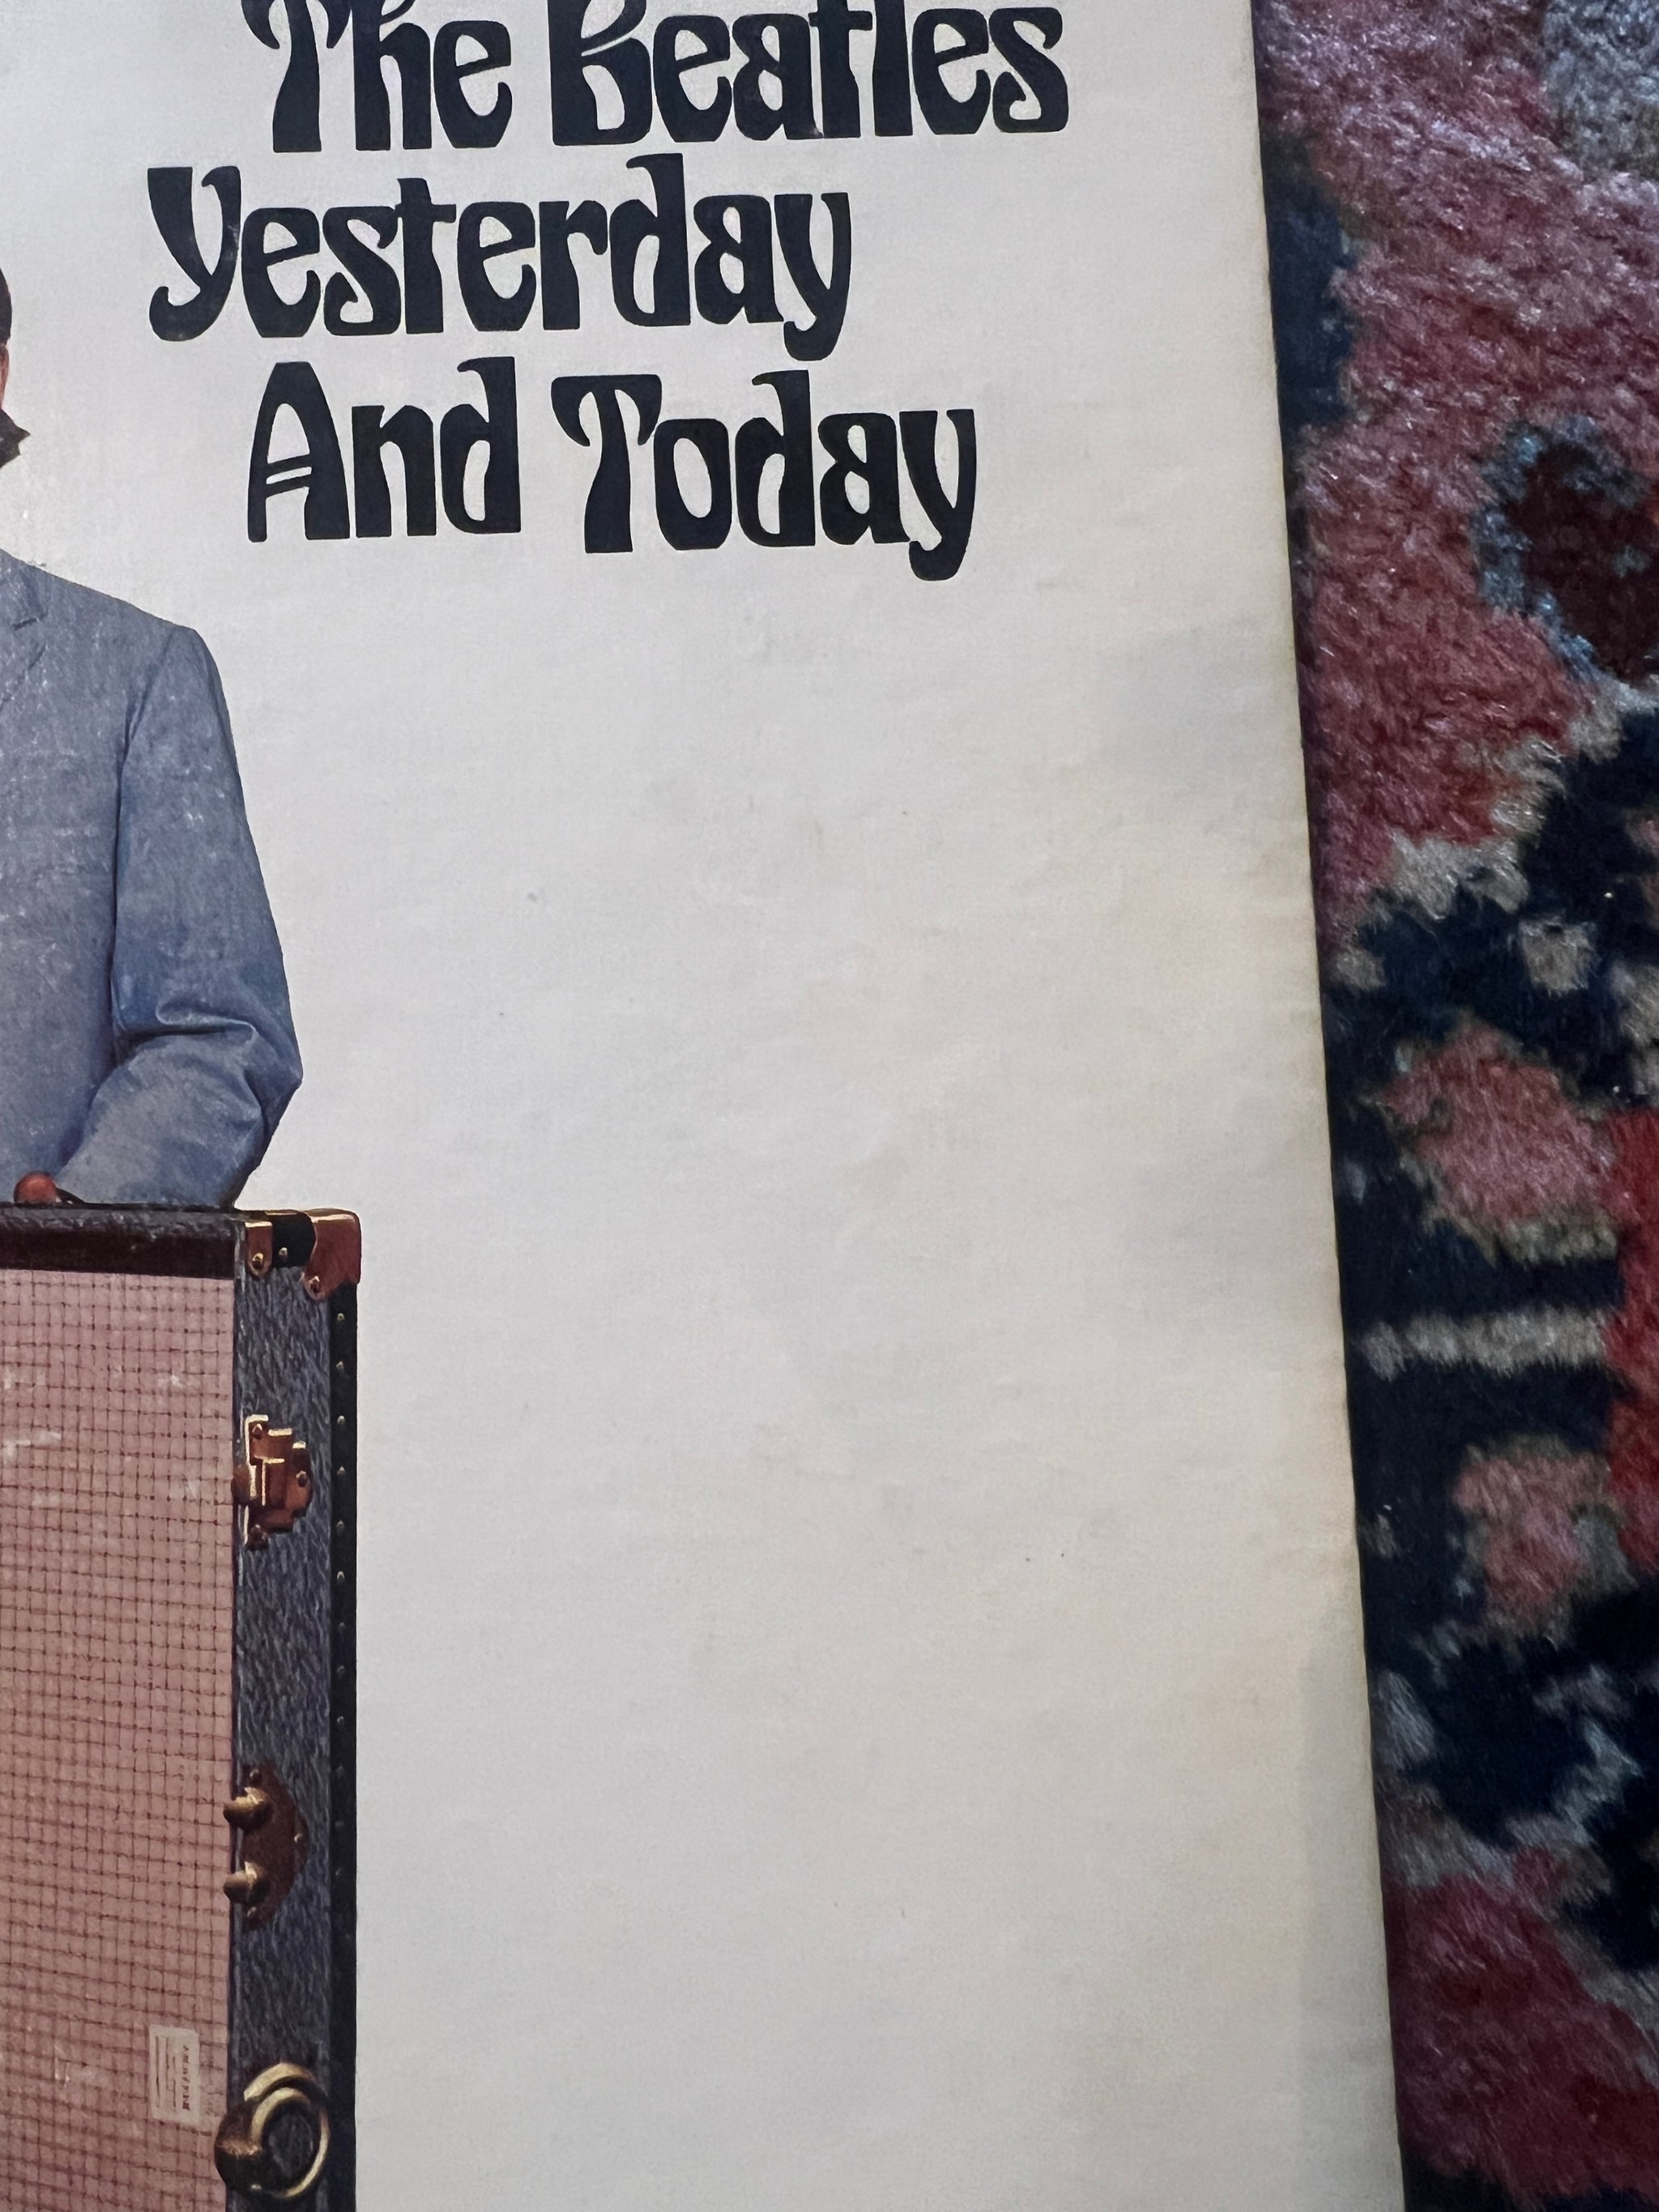 The Beatles
Yesterday
And Today